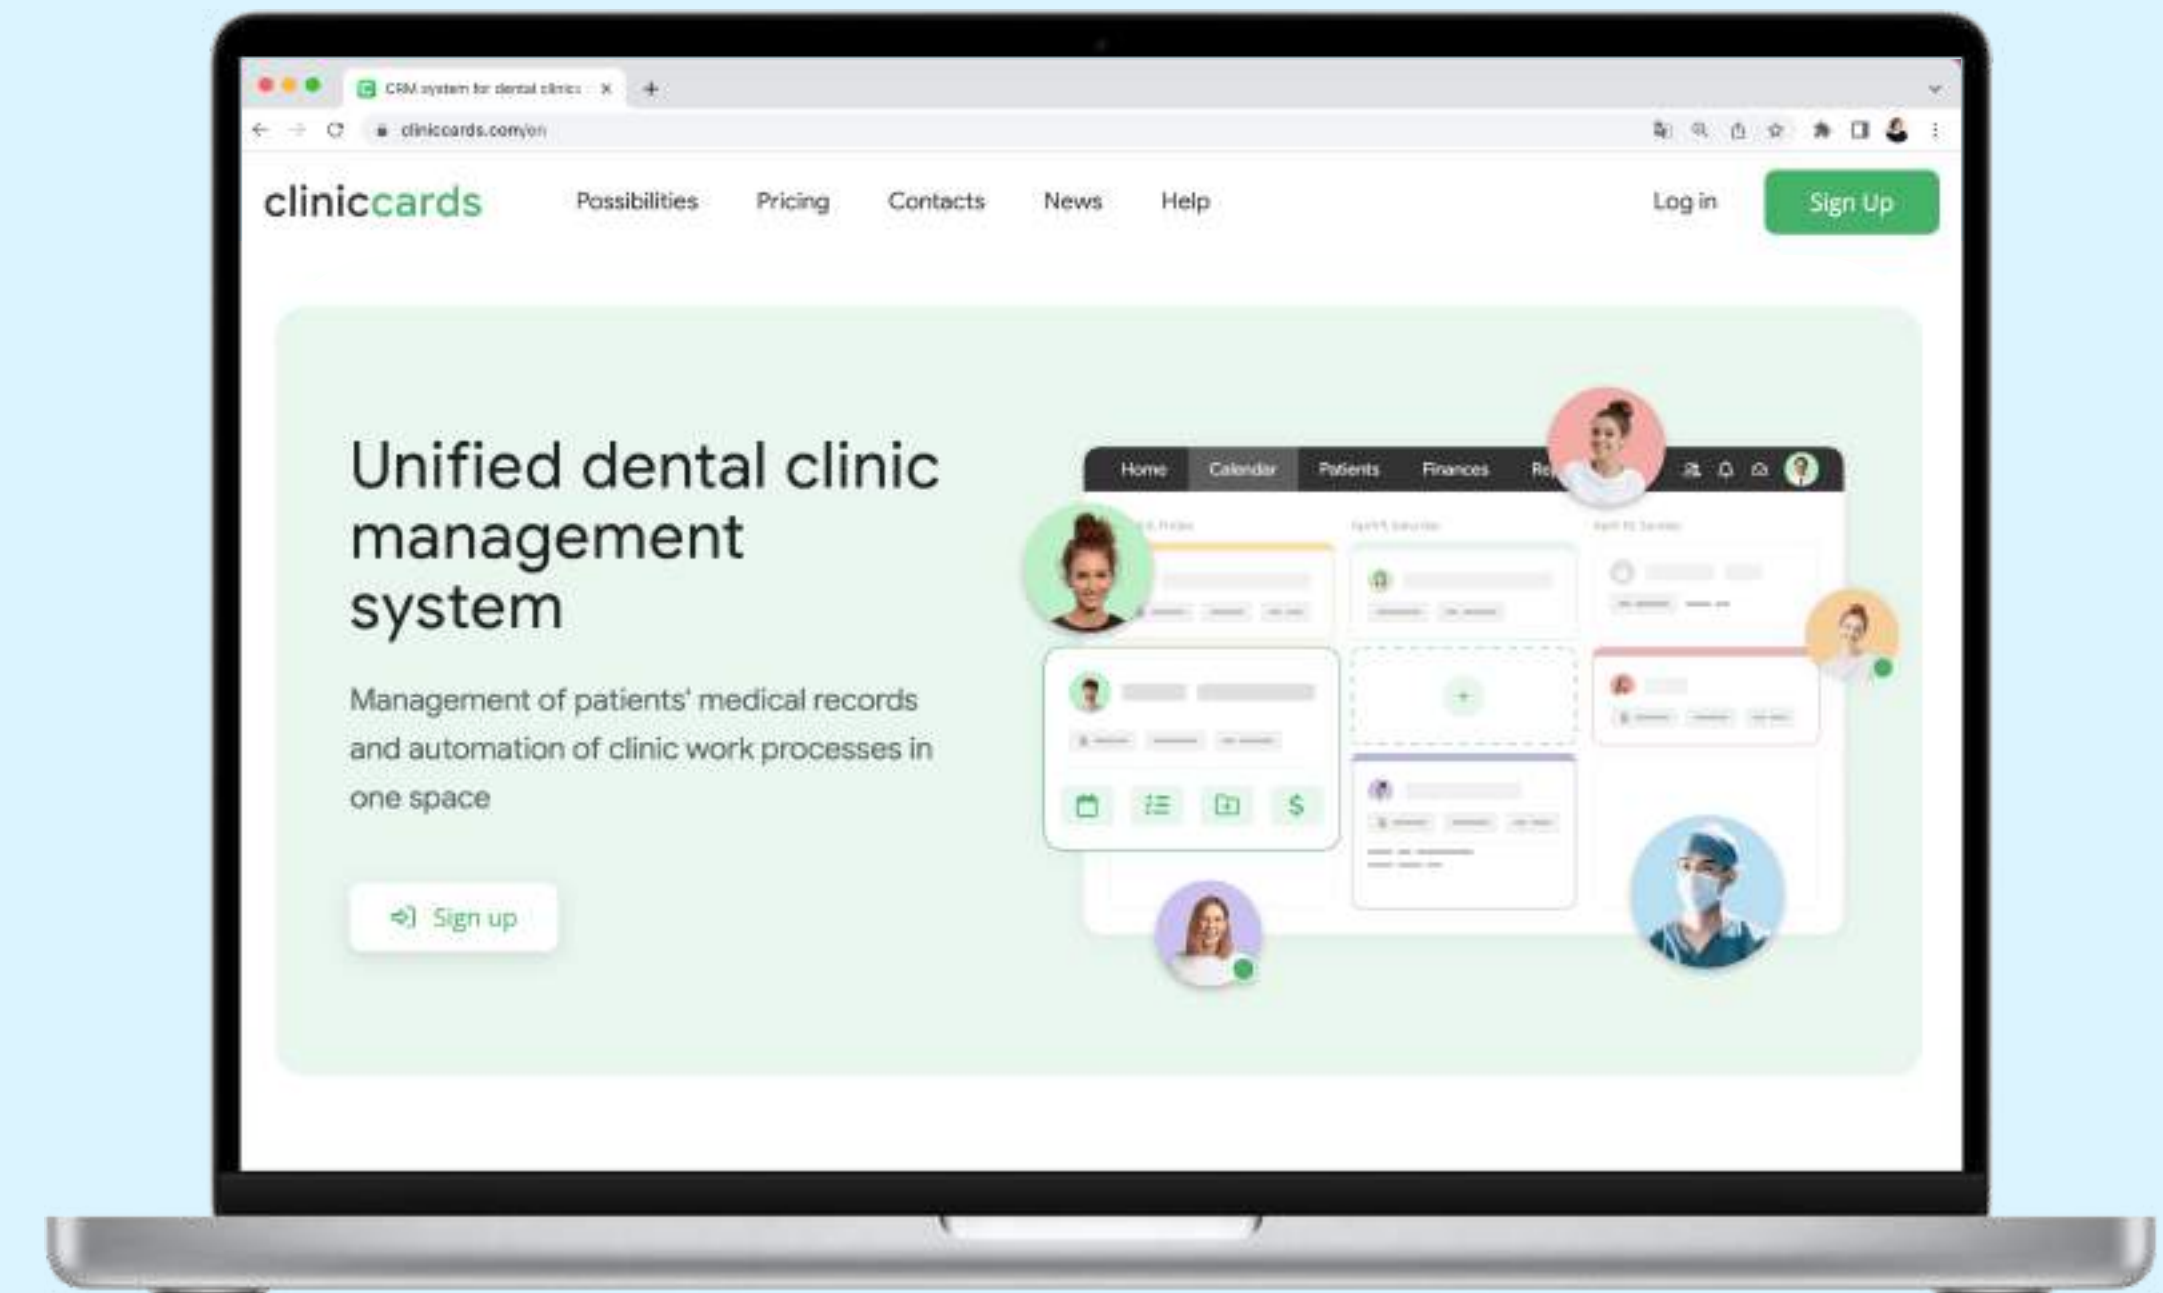 CRM system for dental clinics
cliniccards.com/en
cliniccards Possibilities Pricing Contacts News Help Log in Sign Up
Unified dental clinic
management
system
Management of patients' medical records
and automation of clinic work processes in
one space
Sign up
Home Calendar Patients Finances